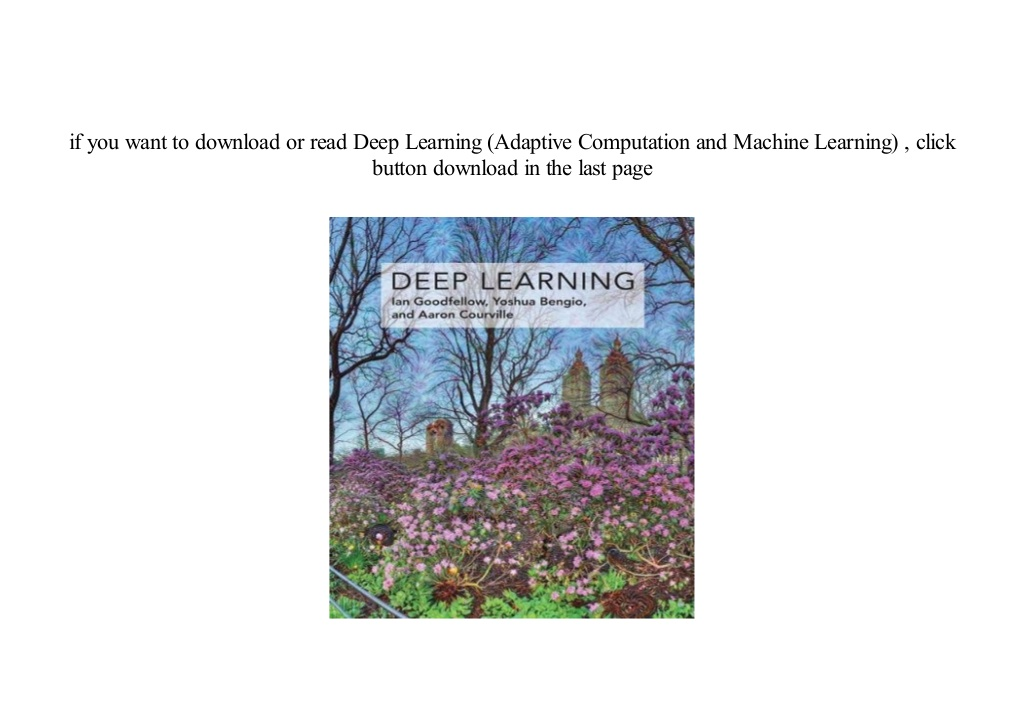 if you want to download or read Deep Learning (Adaptive Computation and Machine Learning) , click
button download in the last page
DEEP LEARNING
Ian Goodfellow, Yoshua Bengio,
and Aaron Courville